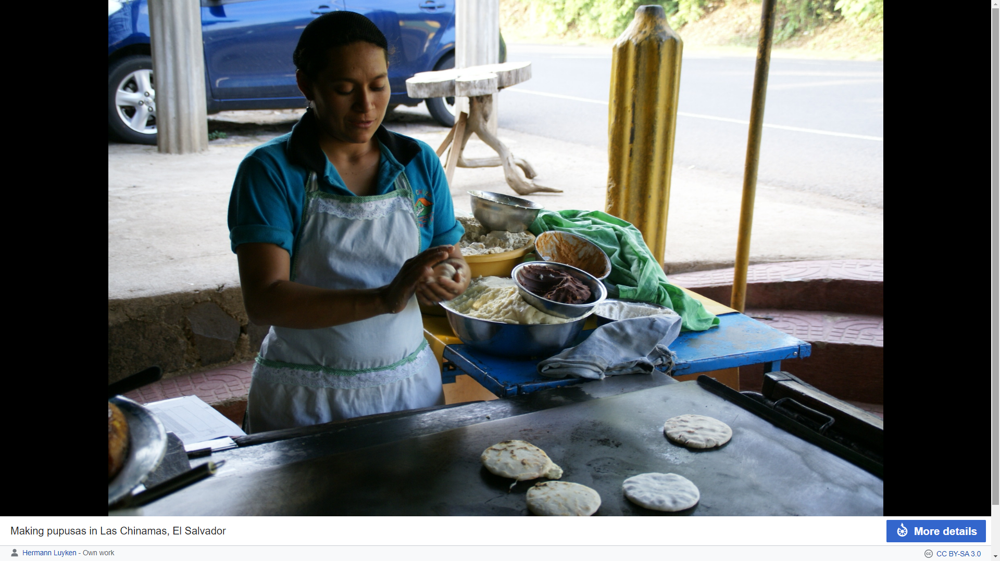 Making pupusas in Las Chinamas, El Salvador
More details
Hermann Luyken - Own work
CC BY-SA 3.0